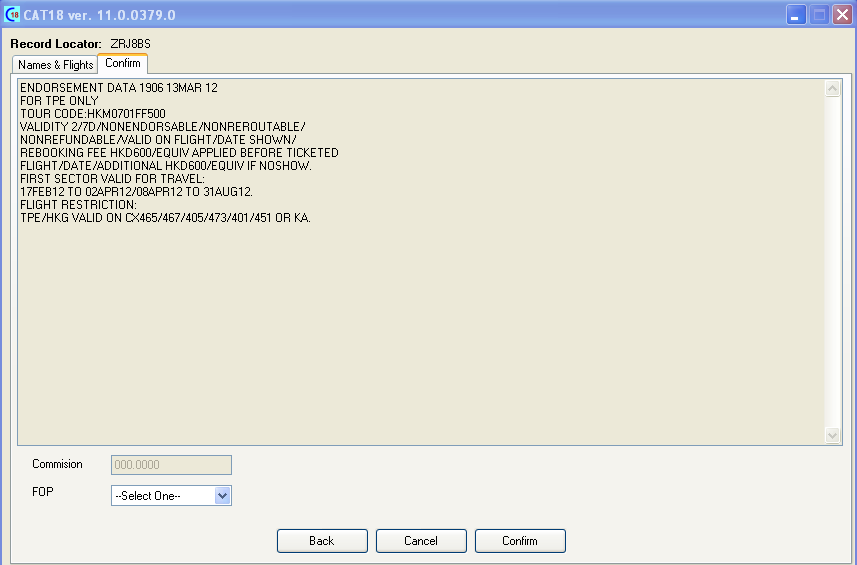 C18 CAT18 ver. 11.0.0379.0
Record Locator: ZRJ8BS
Names & Flights Confirm
ENDORSEMENT DATA 1906 13MAR 12
FOR TPE ONLY
TOUR CODE:HKM0701FF500
VALIDITY 2/7D/NONENDORSABLE/NONREROUTABLE/
NONREFUNDABLE/VALID ON FLIGHT/DATE SHOWN/
REBOOKING FEE HKD600/EQUIV APPLIED BEFORE TICKETED
FLIGHT/DATE/ADDITIONAL HKD600/EQUIV IF NOSHOW.
FIRST SECTOR VALID FOR TRAVEL:
17FEB12 TO 02APR12/08APR12 TO 31AUG12.
FLIGHT RESTRICTION:
TPE/HKG VALID ON CX465/467/405/473/401/451 OR KA.
Commision 000.0000
FOP --Select One--
Back Cancel Confirm